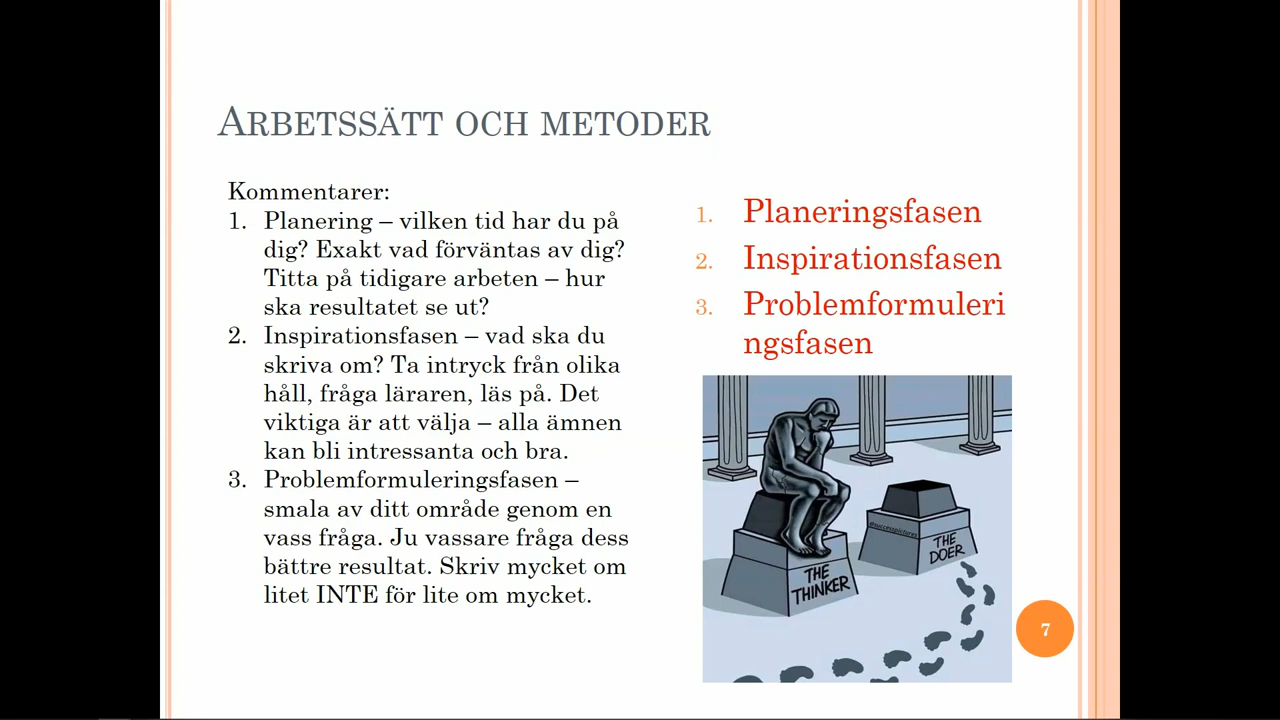 ARBETSSÄTT OCH METODER
Kommentarer:
1. Planering – vilken tid har du på
dig? Exakt vad förväntas av dig?
Titta på tidigare arbeten – hur
ska resultatet se ut?
2. Inspirationsfasen – vad ska du
skriva om? Ta intryck från olika
håll, fråga läraren, läs på. Det
viktiga är att välja – alla ämnen
kan bli intressanta och bra.
3. Problemformuleringsfasen –
smala av ditt område genom en
vass fråga. Ju vassare fråga dess
bättre resultat. Skriv mycket om
litet INTE för lite om mycket.
1. Planeringsfasen
2. Inspirationsfasen
3. Problemformuleri
ngsfasen
THE
THINKER
@successpictures
THE
DOER
7